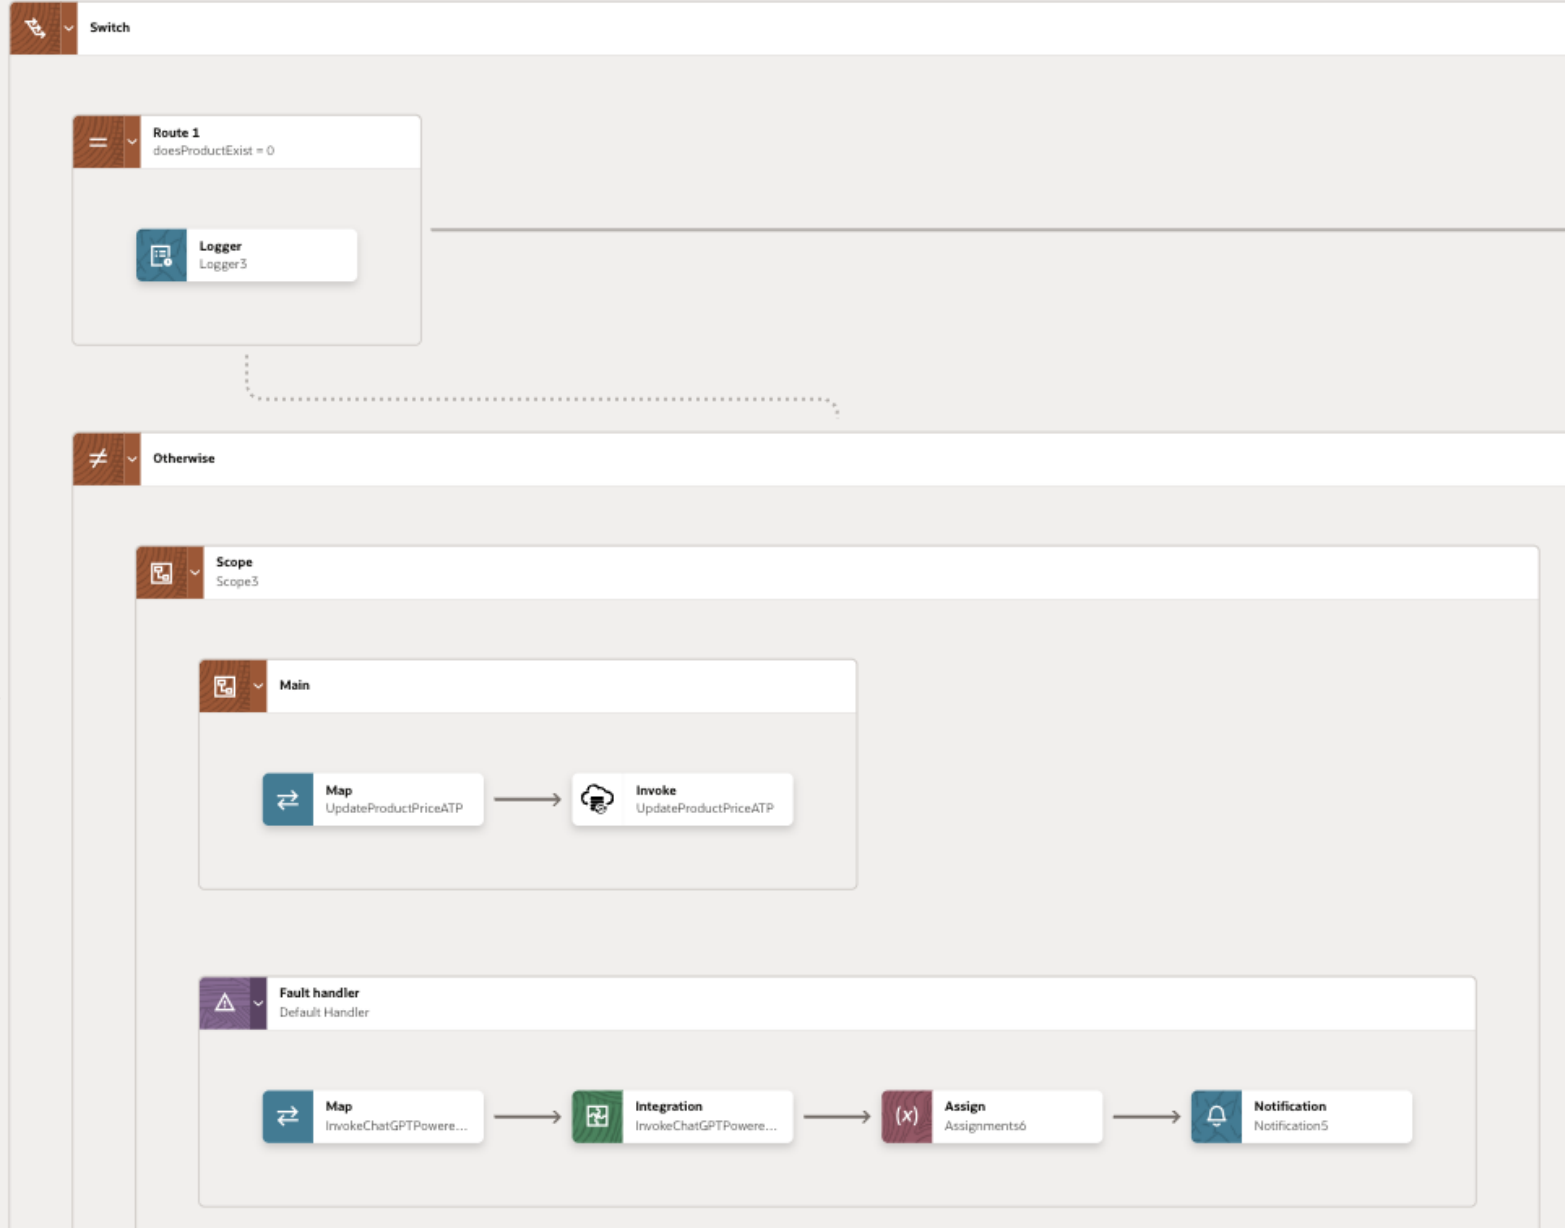 Switch
Route 1
doesProductExist = 0
Logger
Logger3
Otherwise
Scope
Scope3
Main
Map
UpdateProductPriceATP
Invoke
UpdateProductPriceATP
Fault handler
Default Handler
Map
InvokeChatGPTPowere...
Integration
InvokeChatGPTPowere...
(x)
Assign
Assignments6
Notification
Notification5